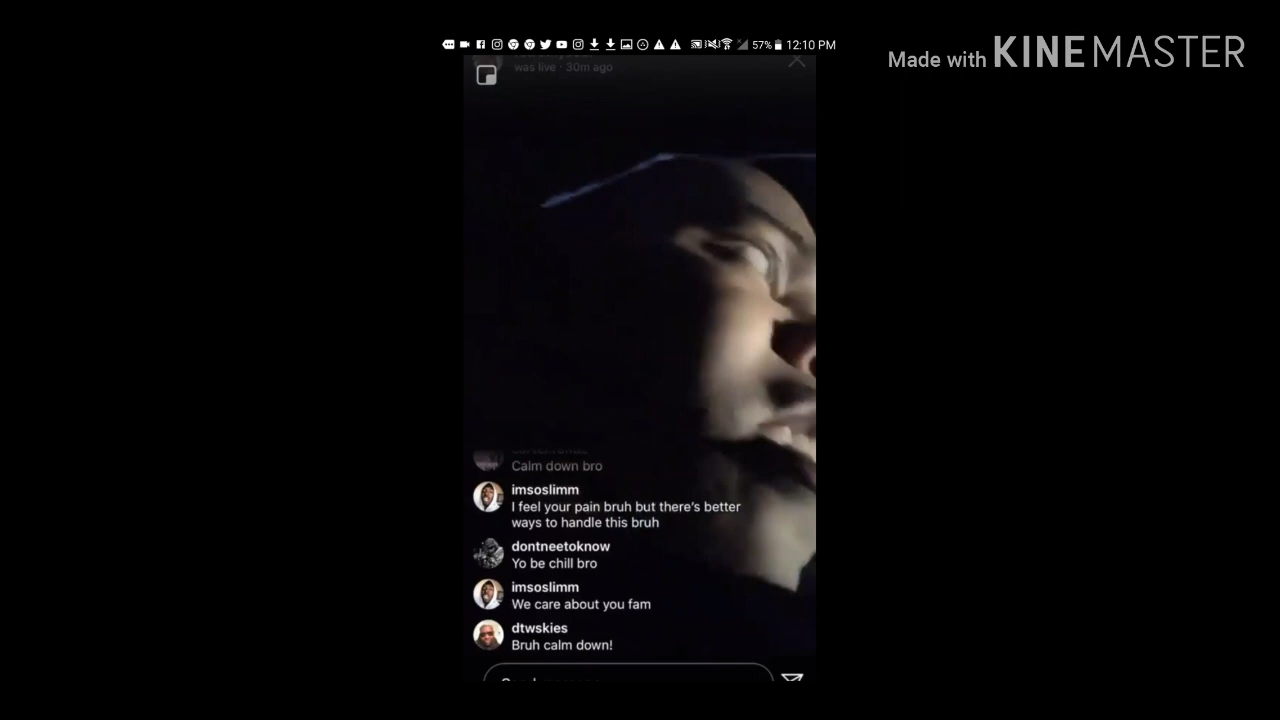 57% 12:10 PM
Made with KINEMASTER
was live · 30m ago
Calm down bro
imsoslimm
I feel your pain bruh but there's better
ways to handle this bruh
dontneetoknow
Yo be chill bro
imsoslimm
We care about you fam
dtwskies
Bruh calm down!